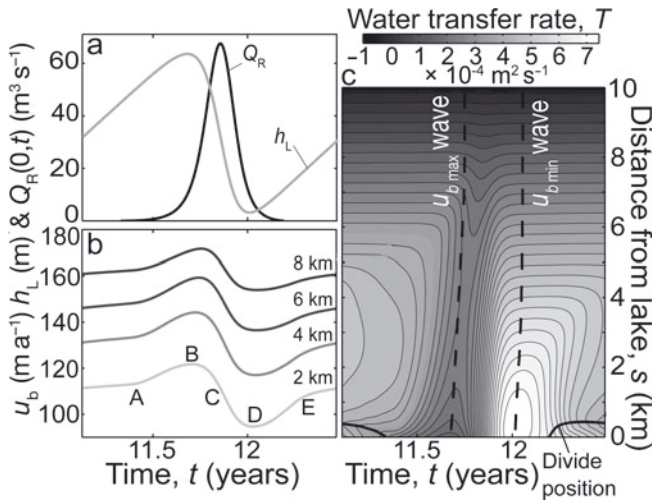 Water transfer rate, T
−1 0 1 2 3 4 5 6 7
× 10⁻⁴ m² s⁻¹
a
60
40
20
0
Q_R
h_L
b
180
160
140
120
100
8 km
6 km
4 km
2 km
A
B
C
D
E
u_b (m a⁻¹) h_L (m) & Q_R(0,t) (m³ s⁻¹)
11.5
12
Time, t (years)
c
u_b max wave
u_b min wave
10
8
6
4
2
0
Distance from lake, s (km)
11.5
12
Time, t (years)
Divide
position